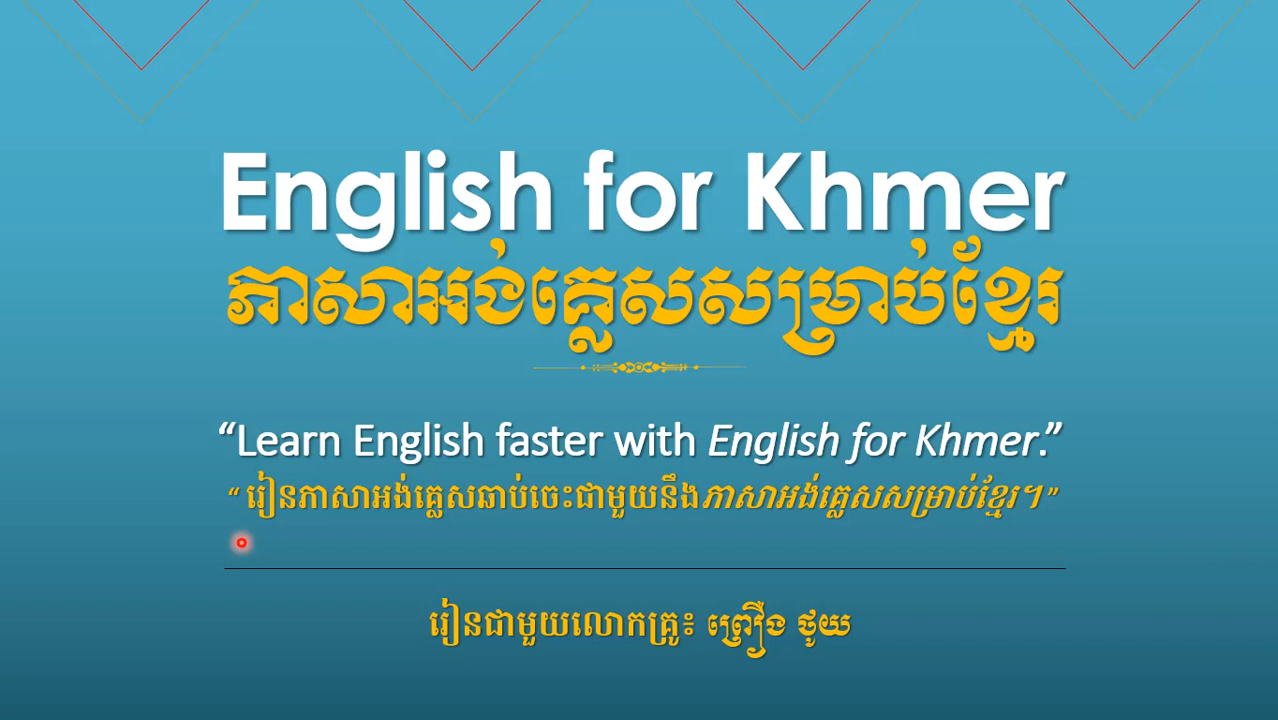 English for Khmer
ភាសាអង់គ្លេសសម្រាប់ខ្មែរ
“Learn English faster with English for Khmer.”
“ រៀនភាសាអង់គ្លេសឆាប់ចេះជាមួយនឹងភាសាអង់គ្លេសសម្រាប់ខ្មែរ។”
រៀនជាមួយលោកគ្រូ៖ ព្រឿង ថូយ